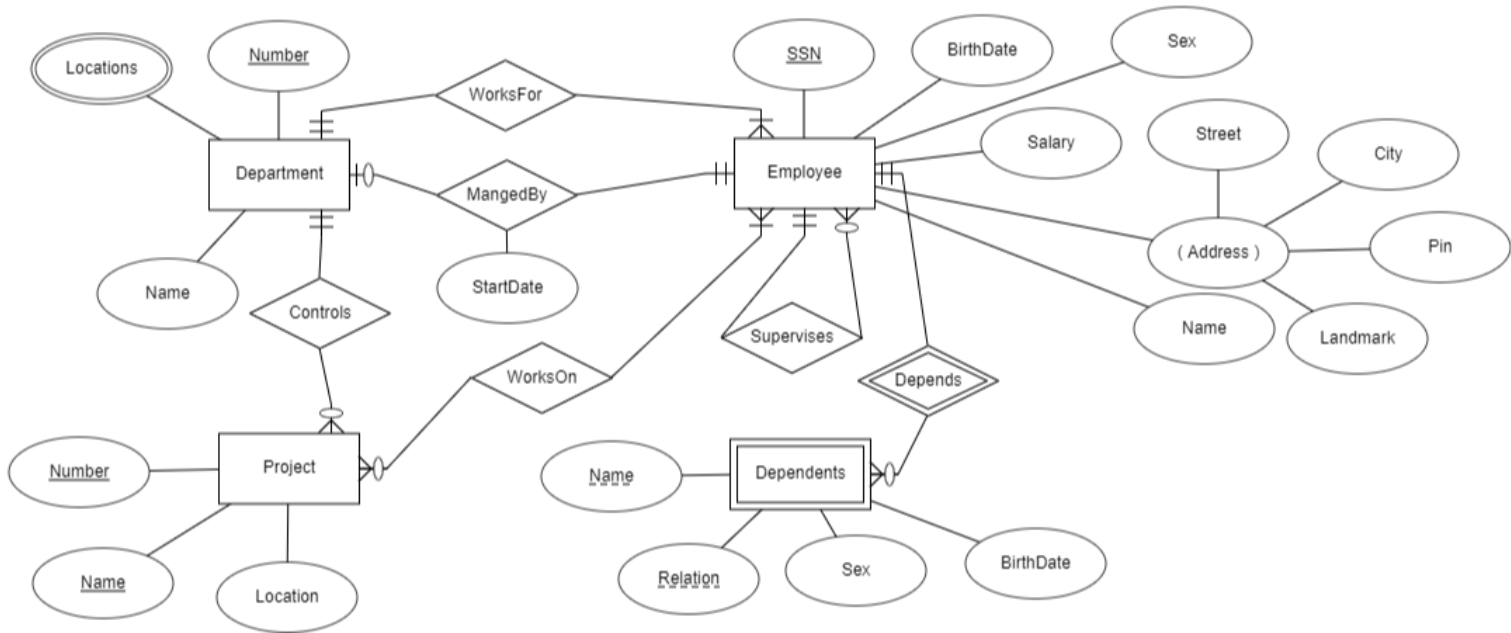 Locations
Number
WorksFor
SSN
BirthDate
Sex
Department
MangedBy
Employee
Salary
Street
City
Name
StartDate
( Address )
Pin
Controls
Supervises
Name
Landmark
WorksOn
Depends
Number
Project
Name
Dependents
Name
Location
Relation
Sex
BirthDate